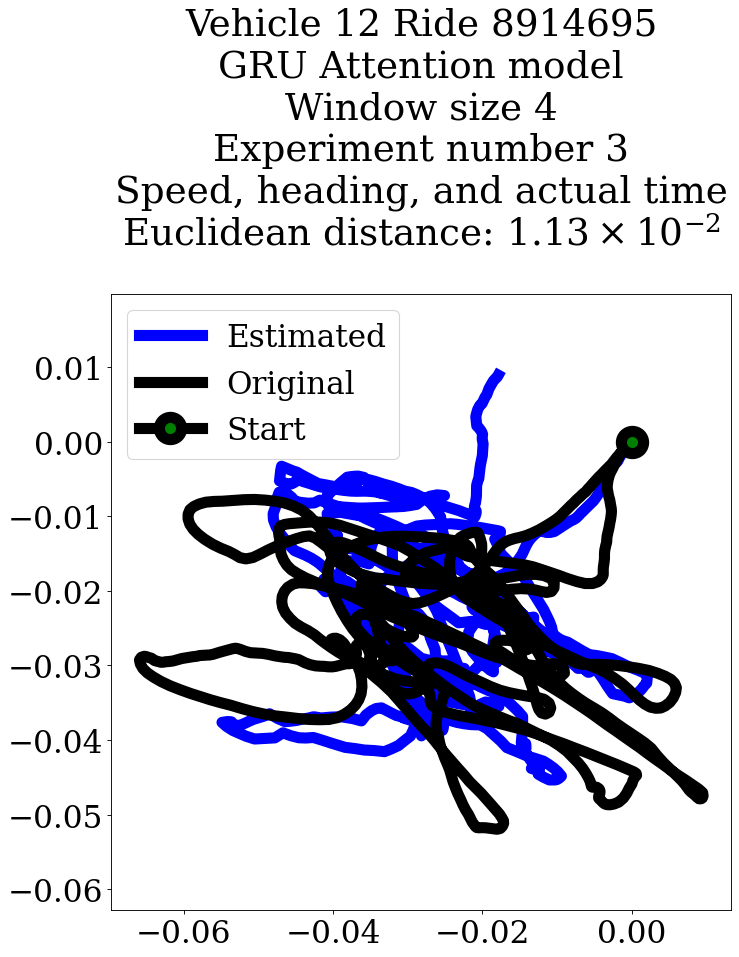 Vehicle 12 Ride 8914695
GRU Attention model
Window size 4
Experiment number 3
Speed, heading, and actual time
Euclidean distance: 1.13 × 10⁻²
Estimated
Original
Start
0.01
0.00
−0.01
−0.02
−0.03
−0.04
−0.05
−0.06
−0.06 −0.04 −0.02 0.00